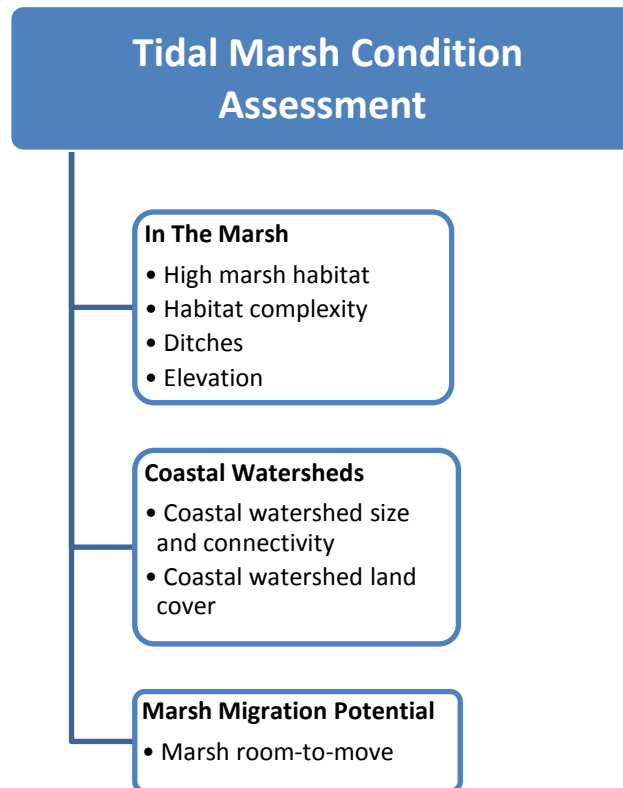 Tidal Marsh Condition
Assessment
In The Marsh
• High marsh habitat
• Habitat complexity
• Ditches
• Elevation
Coastal Watersheds
• Coastal watershed size
and connectivity
• Coastal watershed land
cover
Marsh Migration Potential
• Marsh room-to-move